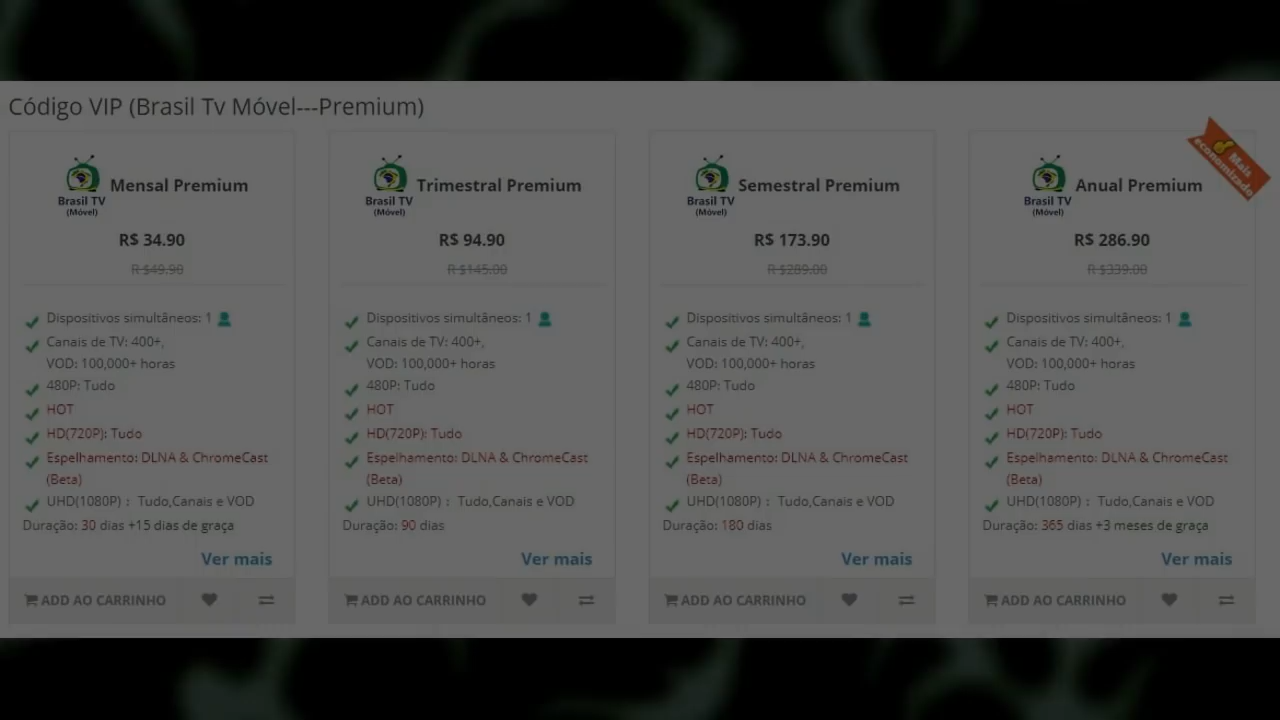 Código VIP (Brasil Tv Móvel---Premium)
Brasil TV
(Móvel)
Mensal Premium
R$ 34.90
R $49.90
Dispositivos simultâneos: 1
Canais de TV: 400+,
VOD: 100,000+ horas
480P: Tudo
HOT
HD(720P): Tudo
Espelhamento: DLNA & ChromeCast
(Beta)
UHD(1080P) : Tudo,Canais e VOD
Duração: 30 dias +15 dias de graça
Ver mais
ADD AO CARRINHO
Brasil TV
(Móvel)
Trimestral Premium
R$ 94.90
R $145.00
Dispositivos simultâneos: 1
Canais de TV: 400+,
VOD: 100,000+ horas
480P: Tudo
HOT
HD(720P): Tudo
Espelhamento: DLNA & ChromeCast
(Beta)
UHD(1080P) : Tudo,Canais e VOD
Duração: 90 dias
Ver mais
ADD AO CARRINHO
Brasil TV
(Móvel)
Semestral Premium
R$ 173.90
R $289.00
Dispositivos simultâneos: 1
Canais de TV: 400+,
VOD: 100,000+ horas
480P: Tudo
HOT
HD(720P): Tudo
Espelhamento: DLNA & ChromeCast
(Beta)
UHD(1080P) : Tudo,Canais e VOD
Duração: 180 dias
Ver mais
ADD AO CARRINHO
Mais
economizado
Brasil TV
(Móvel)
Anual Premium
R$ 286.90
R $339.00
Dispositivos simultâneos: 1
Canais de TV: 400+,
VOD: 100,000+ horas
480P: Tudo
HOT
HD(720P): Tudo
Espelhamento: DLNA & ChromeCast
(Beta)
UHD(1080P) : Tudo,Canais e VOD
Duração: 365 dias +3 meses de graça
Ver mais
ADD AO CARRINHO